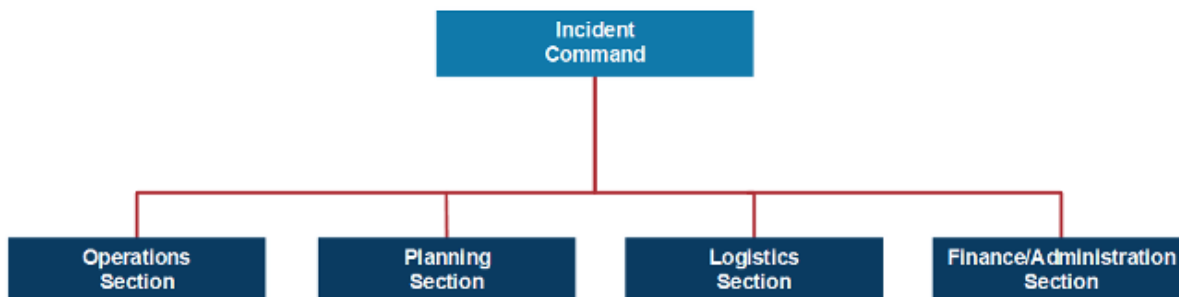 Incident
Command
Operations
Section
Planning
Section
Logistics
Section
Finance/Administration
Section